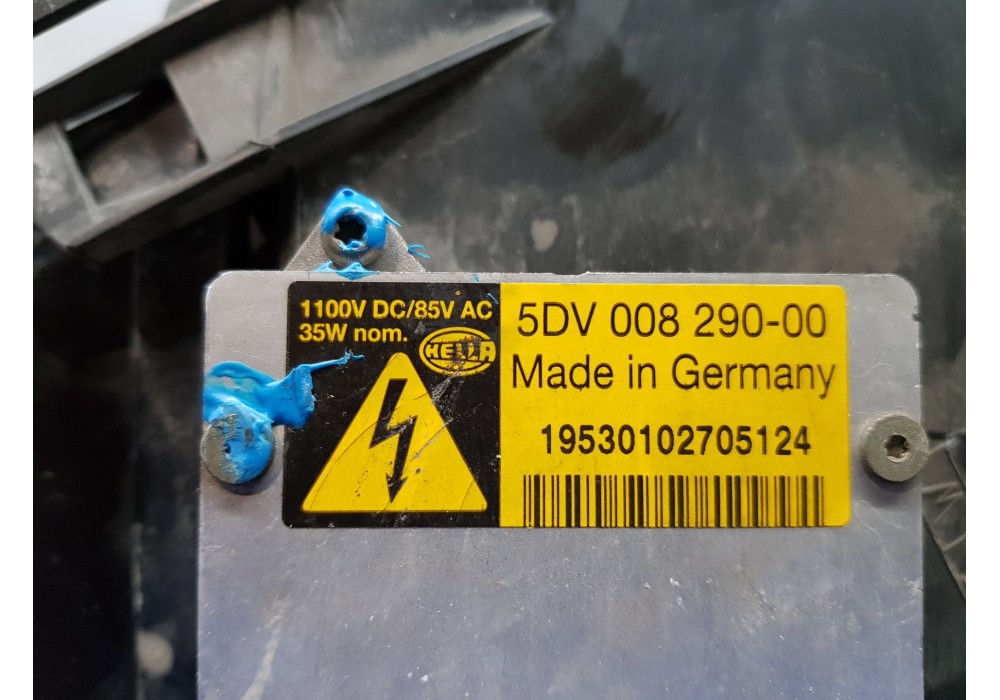 1100V DC/85V AC
35W nom.
HELLA
5DV 008 290-00
Made in Germany
19530102705124